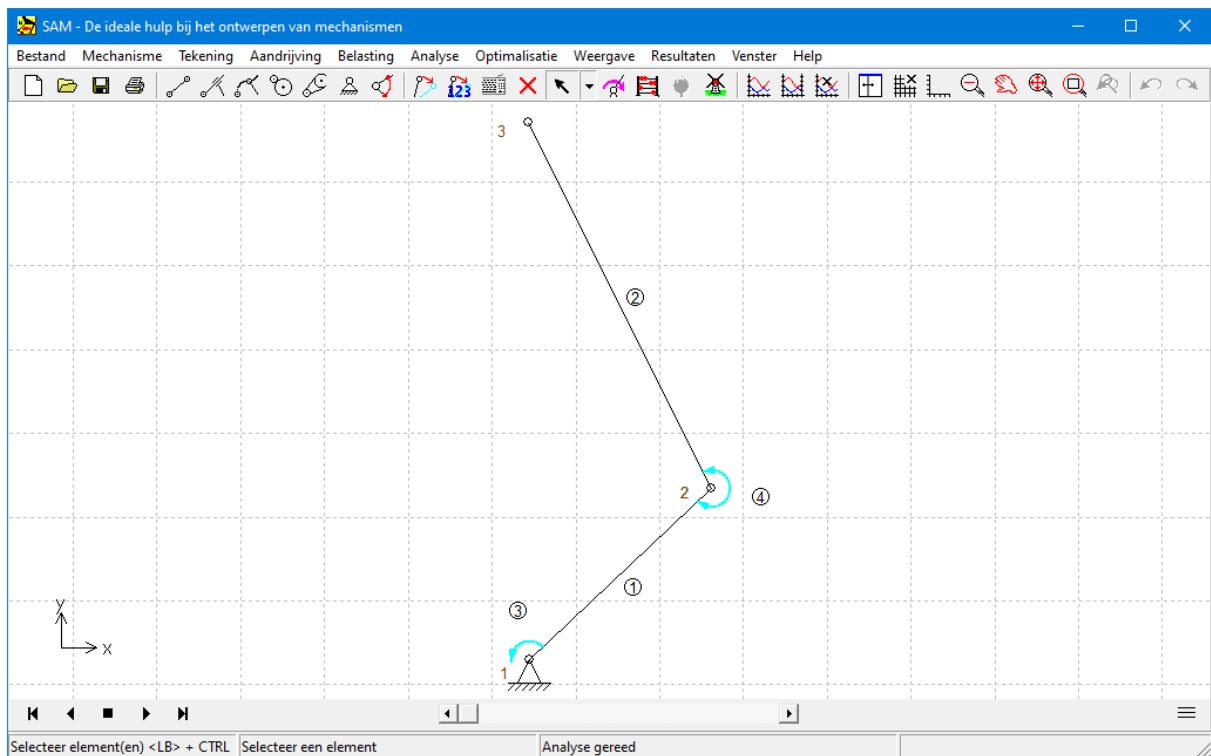 SAM - De ideale hulp bij het ontwerpen van mechanismen
Bestand Mechanisme Tekening Aandrijving Belasting Analyse Optimalisatie Weergave Resultaten Venster Help
123
3
②
2 ④
①
③
y
x
1
Selecteer element(en) <LB> + CTRL Selecteer een element Analyse gereed